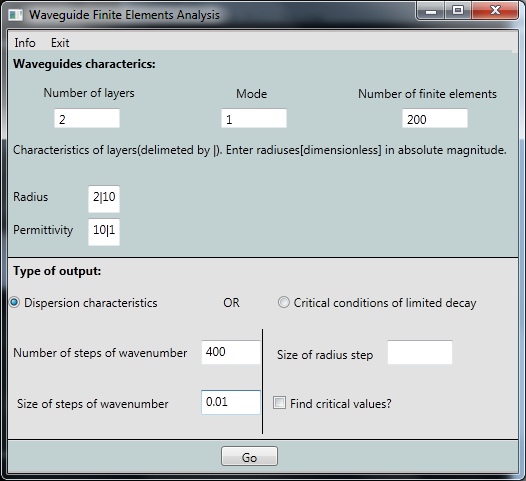 Waveguide Finite Elements Analysis
Info Exit
Waveguides characterics:
Number of layers Mode Number of finite elements
2 1 200
Characteristics of layers(delimeted by |). Enter radiuses[dimensionless] in absolute magnitude.
Radius 2|10
Permittivity 10|1
Type of output:
Dispersion characteristics OR Critical conditions of limited decay
Number of steps of wavenumber 400 Size of radius step
Size of steps of wavenumber 0.01 Find critical values?
Go